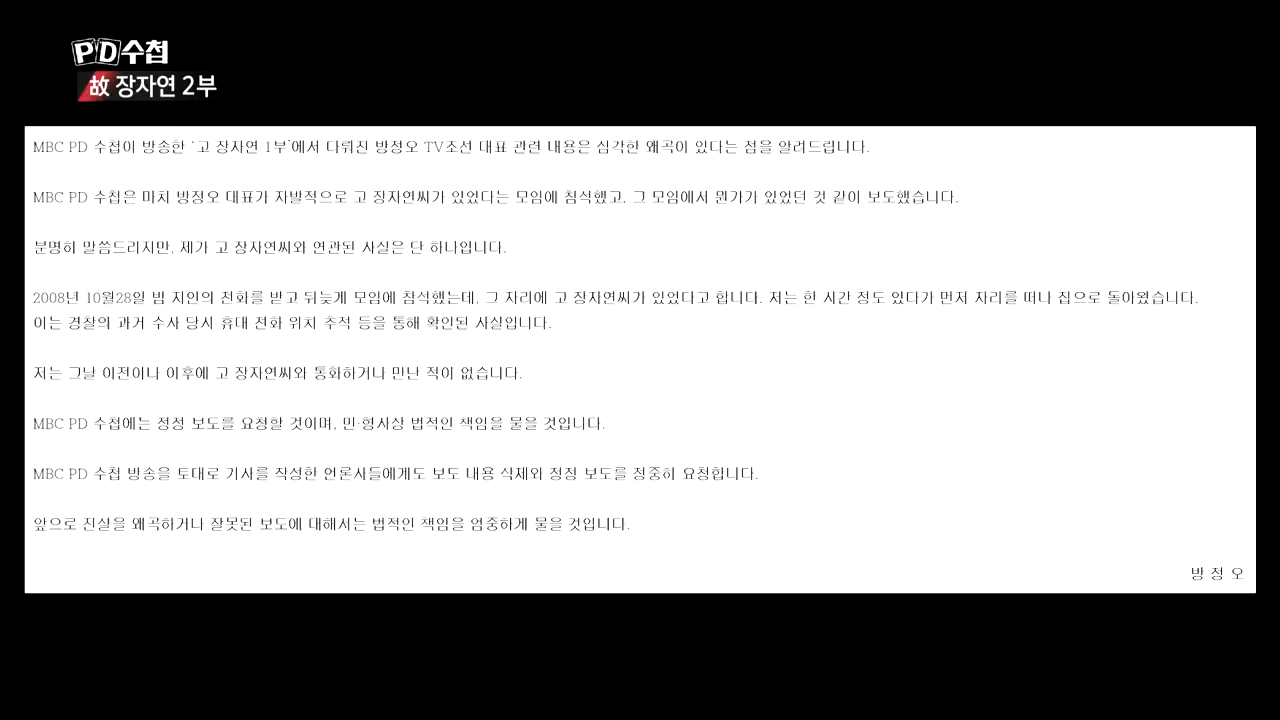 PD수첩
故 장자연 2부
MBC PD 수첩이 방송한 '고 장자연 1부'에서 다뤄진 방정오 TV조선 대표 관련 내용은 심각한 왜곡이 있다는 점을 알려드립니다.
MBC PD 수첩은 마치 방정오 대표가 자발적으로 고 장자연씨가 있었다는 모임에 참석했고, 그 모임에서 뭔가가 있었던 것 같이 보도했습니다.
분명히 말씀드리지만, 제가 고 장자연씨와 연관된 사실은 단 하나입니다.
2008년 10월28일 밤 지인의 전화를 받고 뒤늦게 모임에 참석했는데, 그 자리에 고 장자연씨가 있었다고 합니다. 저는 한 시간 정도 있다가 먼저 자리를 떠나 집으로 돌아왔습니다.
이는 경찰의 과거 수사 당시 휴대 전화 위치 추적 등을 통해 확인된 사실입니다.
저는 그날 이전이나 이후에 고 장자연씨와 통화하거나 만난 적이 없습니다.
MBC PD 수첩에는 정정 보도를 요청할 것이며, 민·형사상 법적인 책임을 물을 것입니다.
MBC PD 수첩 방송을 토대로 기사를 작성한 언론사들에게도 보도 내용 삭제와 정정 보도를 정중히 요청합니다.
앞으로 진실을 왜곡하거나 잘못된 보도에 대해서는 법적인 책임을 엄중하게 물을 것입니다.
방 정 오